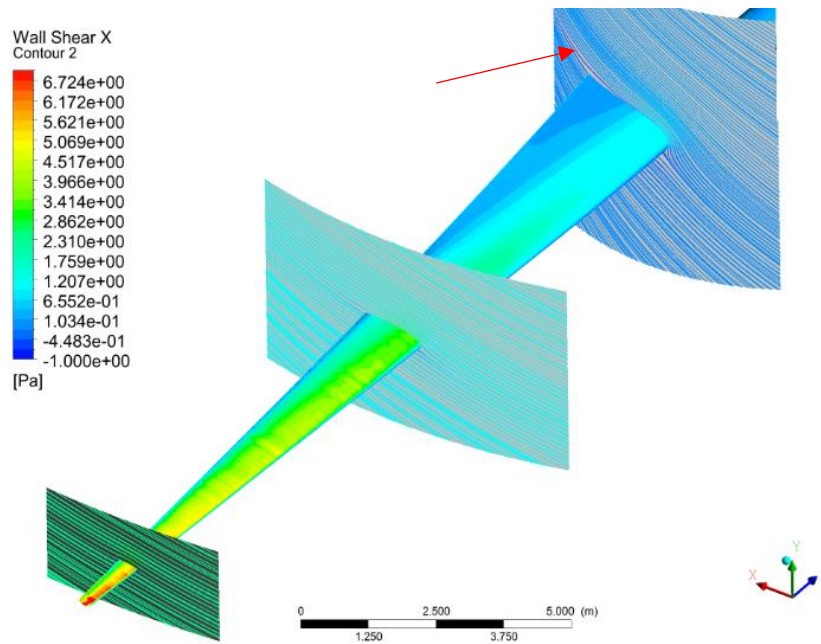 Wall Shear X
Contour 2
6.724e+00
6.172e+00
5.621e+00
5.069e+00
4.517e+00
3.966e+00
3.414e+00
2.862e+00
2.310e+00
1.759e+00
1.207e+00
6.552e-01
1.034e-01
-4.483e-01
-1.000e+00
[Pa]
Y
X
0 2.500 5.000 (m)
1.250 3.750